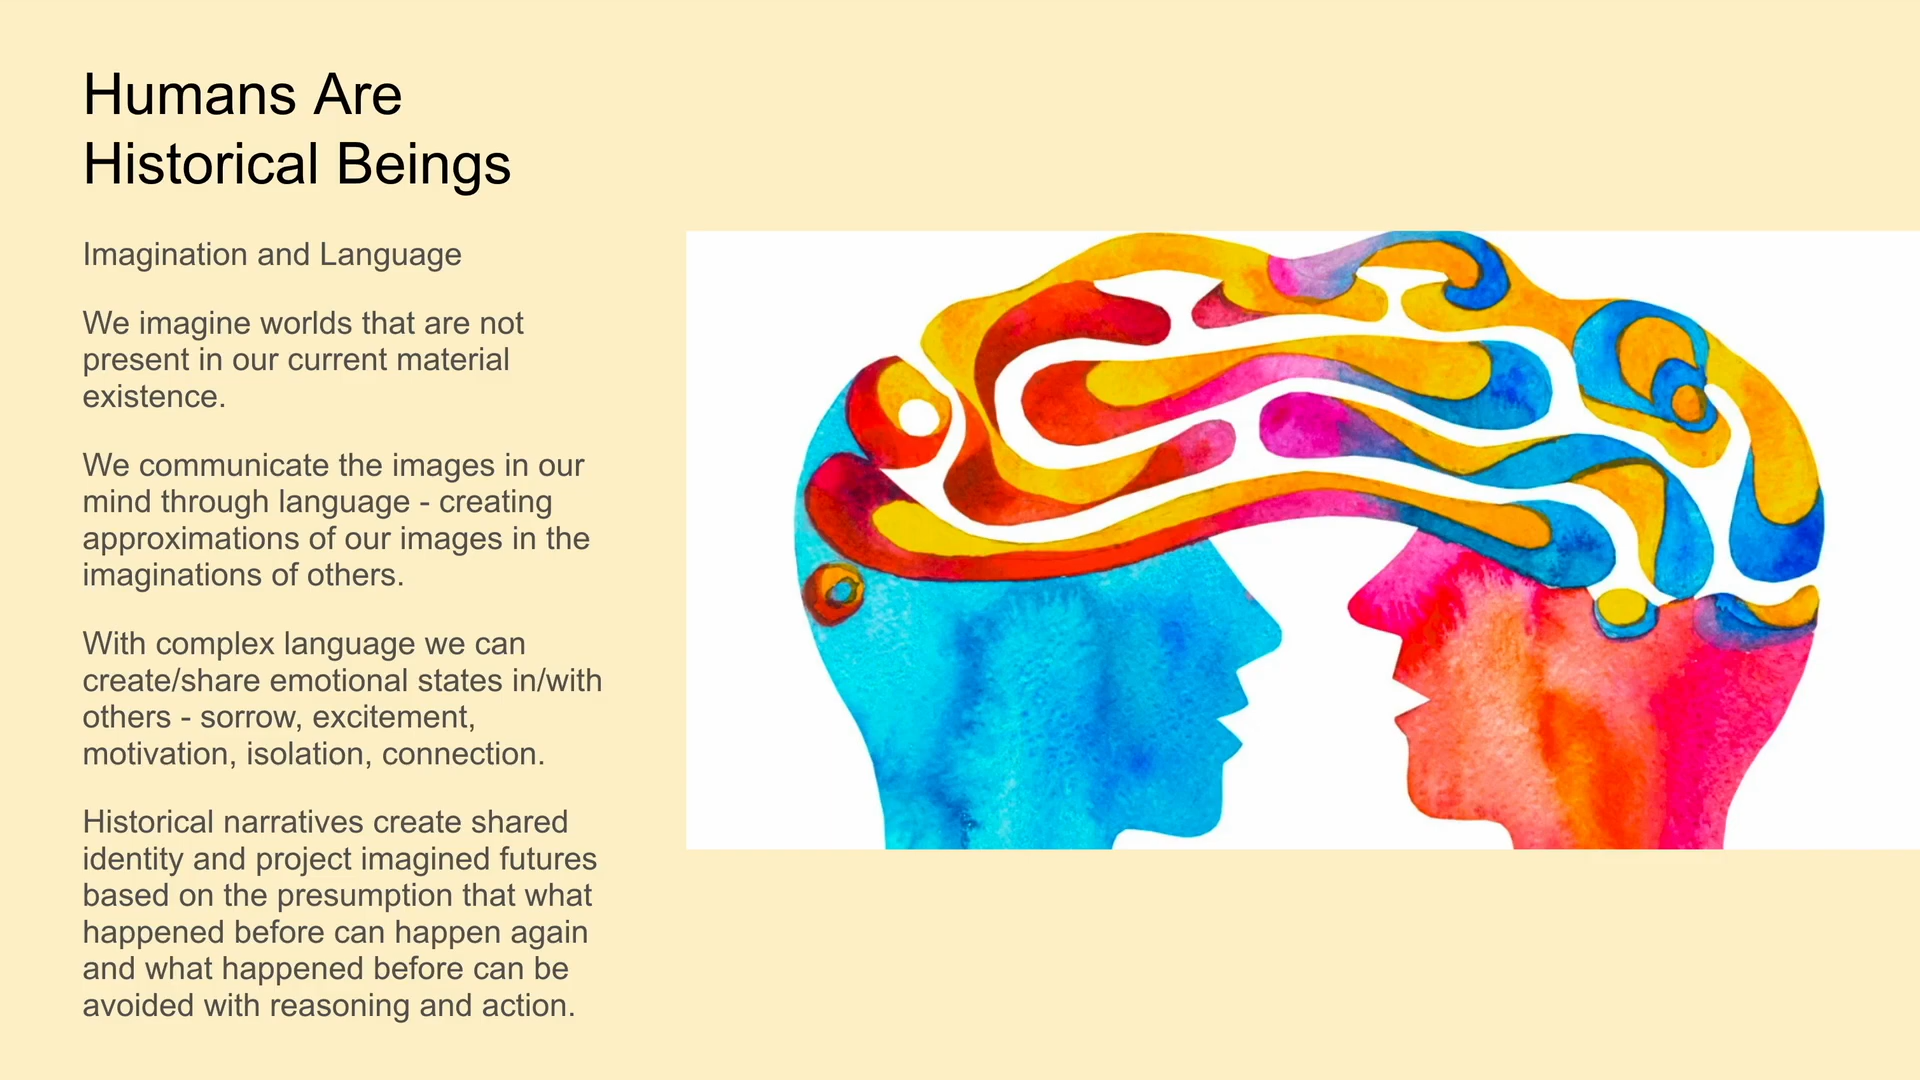 Humans Are
Historical Beings
Imagination and Language
We imagine worlds that are not
present in our current material
existence.
We communicate the images in our
mind through language - creating
approximations of our images in the
imaginations of others.
With complex language we can
create/share emotional states in/with
others - sorrow, excitement,
motivation, isolation, connection.
Historical narratives create shared
identity and project imagined futures
based on the presumption that what
happened before can happen again
and what happened before can be
avoided with reasoning and action.